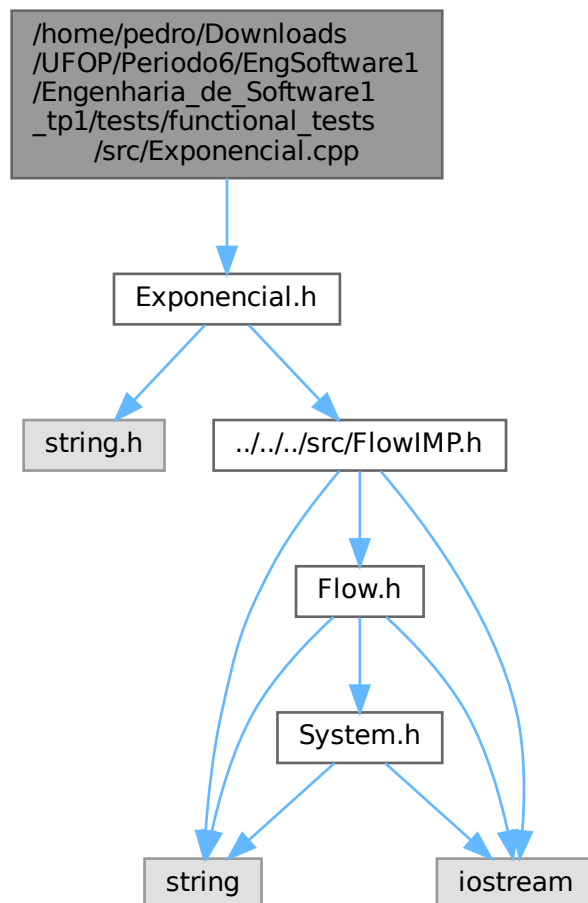 /home/pedro/Downloads
/UFOP/Periodo6/EngSoftware1
/Engenharia_de_Software1
_tp1/tests/functional_tests
/src/Exponencial.cpp
Exponencial.h
string.h
../../../src/FlowIMP.h
Flow.h
System.h
string
iostream